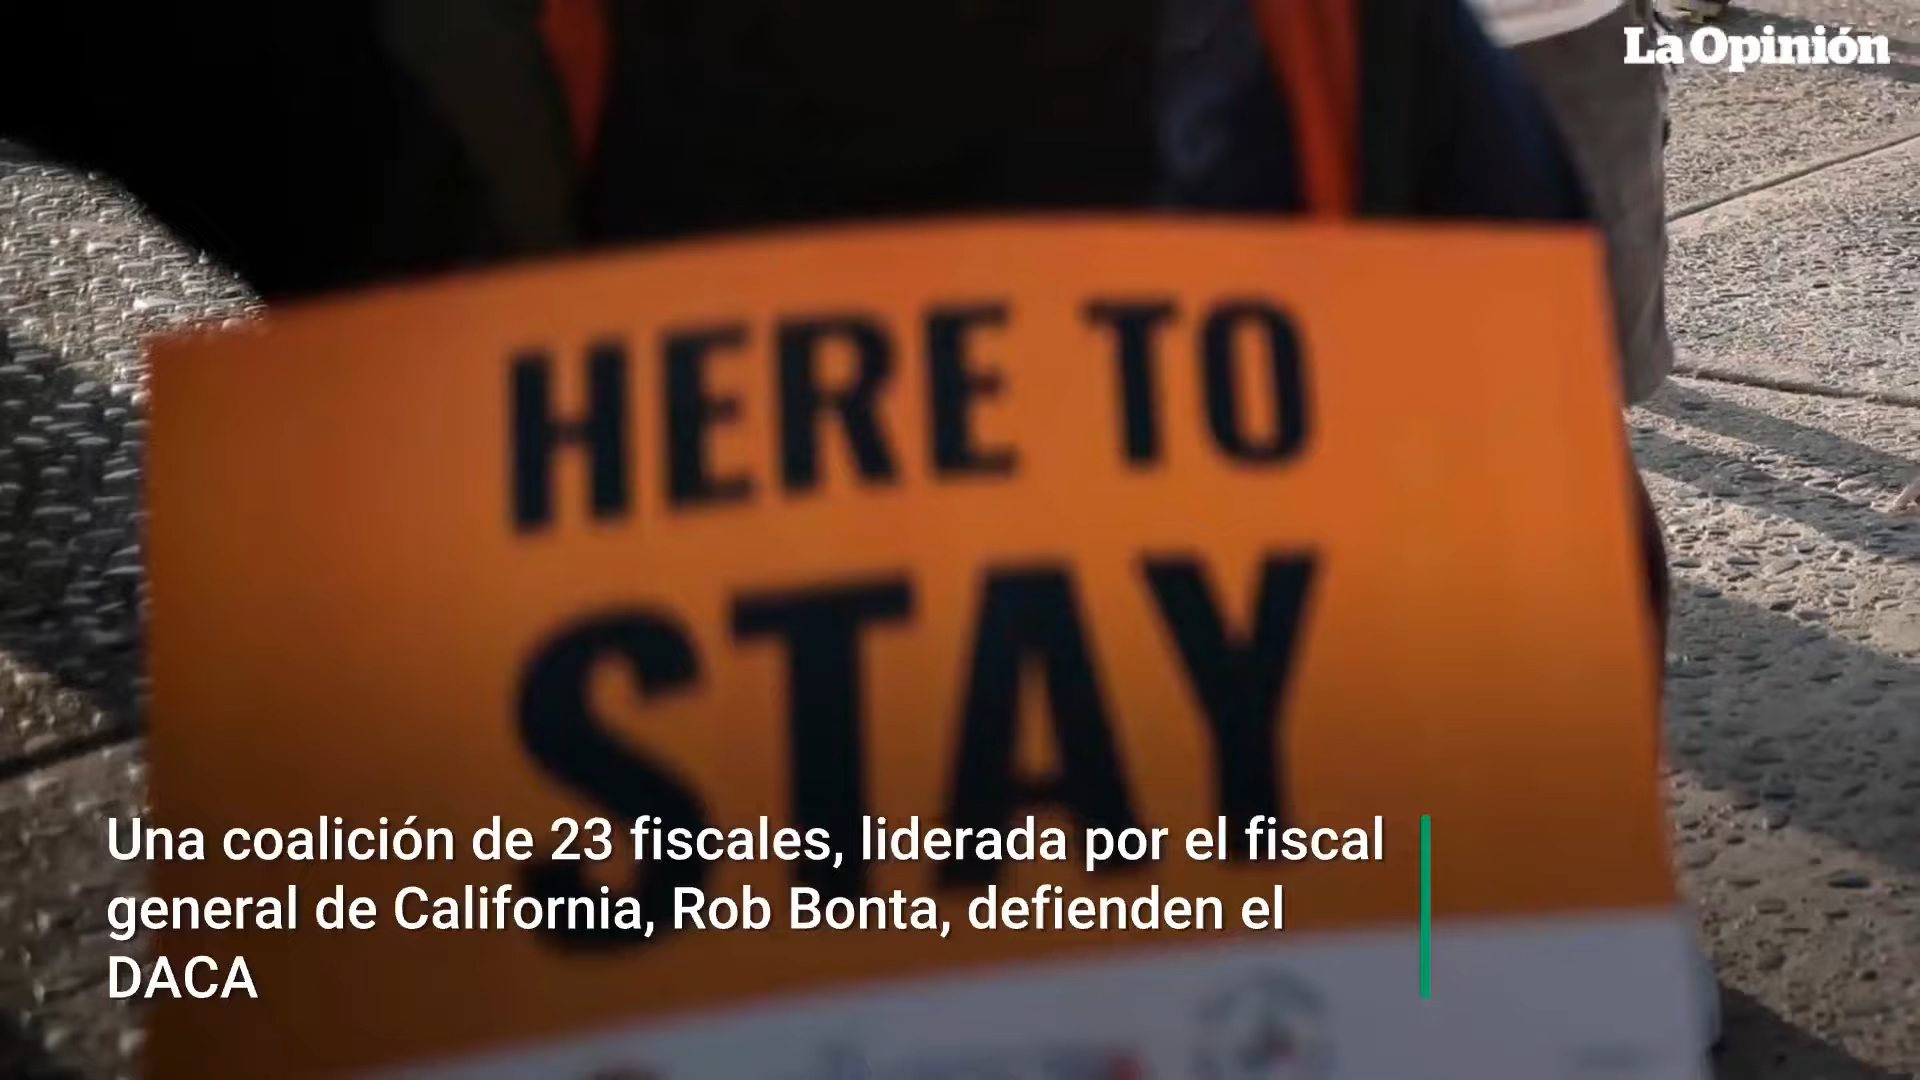 La Opinión
HERE TO
STAY
Una coalición de 23 fiscales, liderada por el fiscal
general de California, Rob Bonta, defienden el
DACA